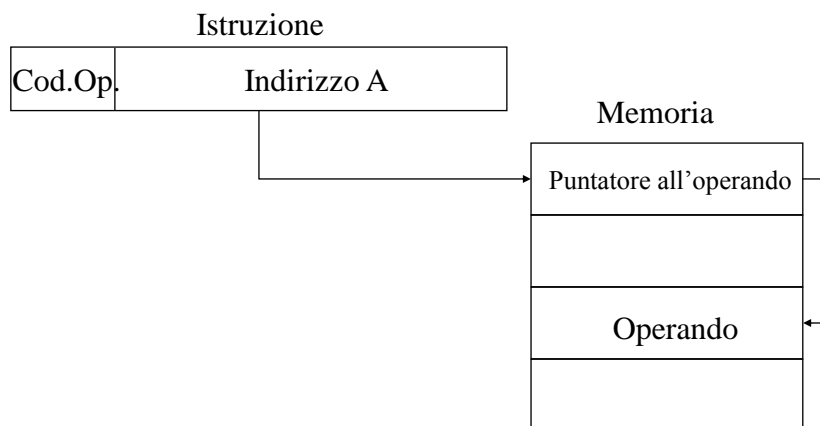 Istruzione
Cod.Op. Indirizzo A
Memoria
Puntatore all’operando
Operando